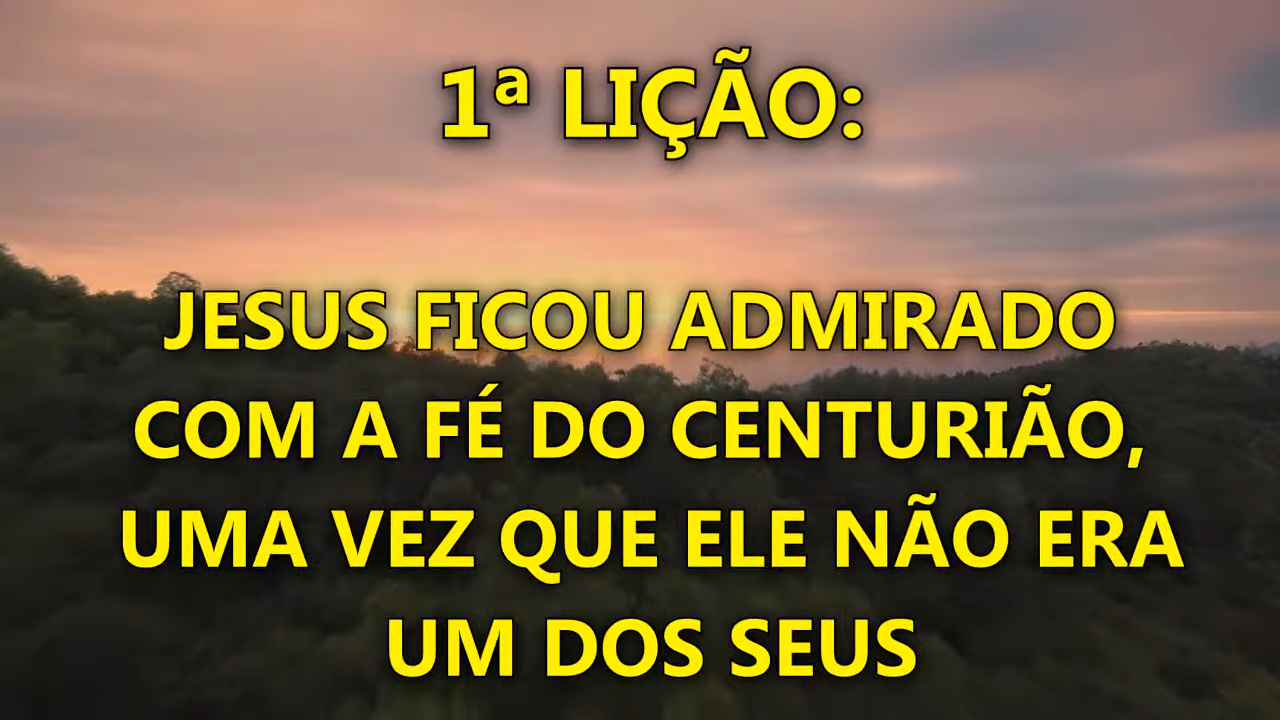 1ª LIÇÃO:
JESUS FICOU ADMIRADO
COM A FÉ DO CENTURIÃO,
UMA VEZ QUE ELE NÃO ERA
UM DOS SEUS